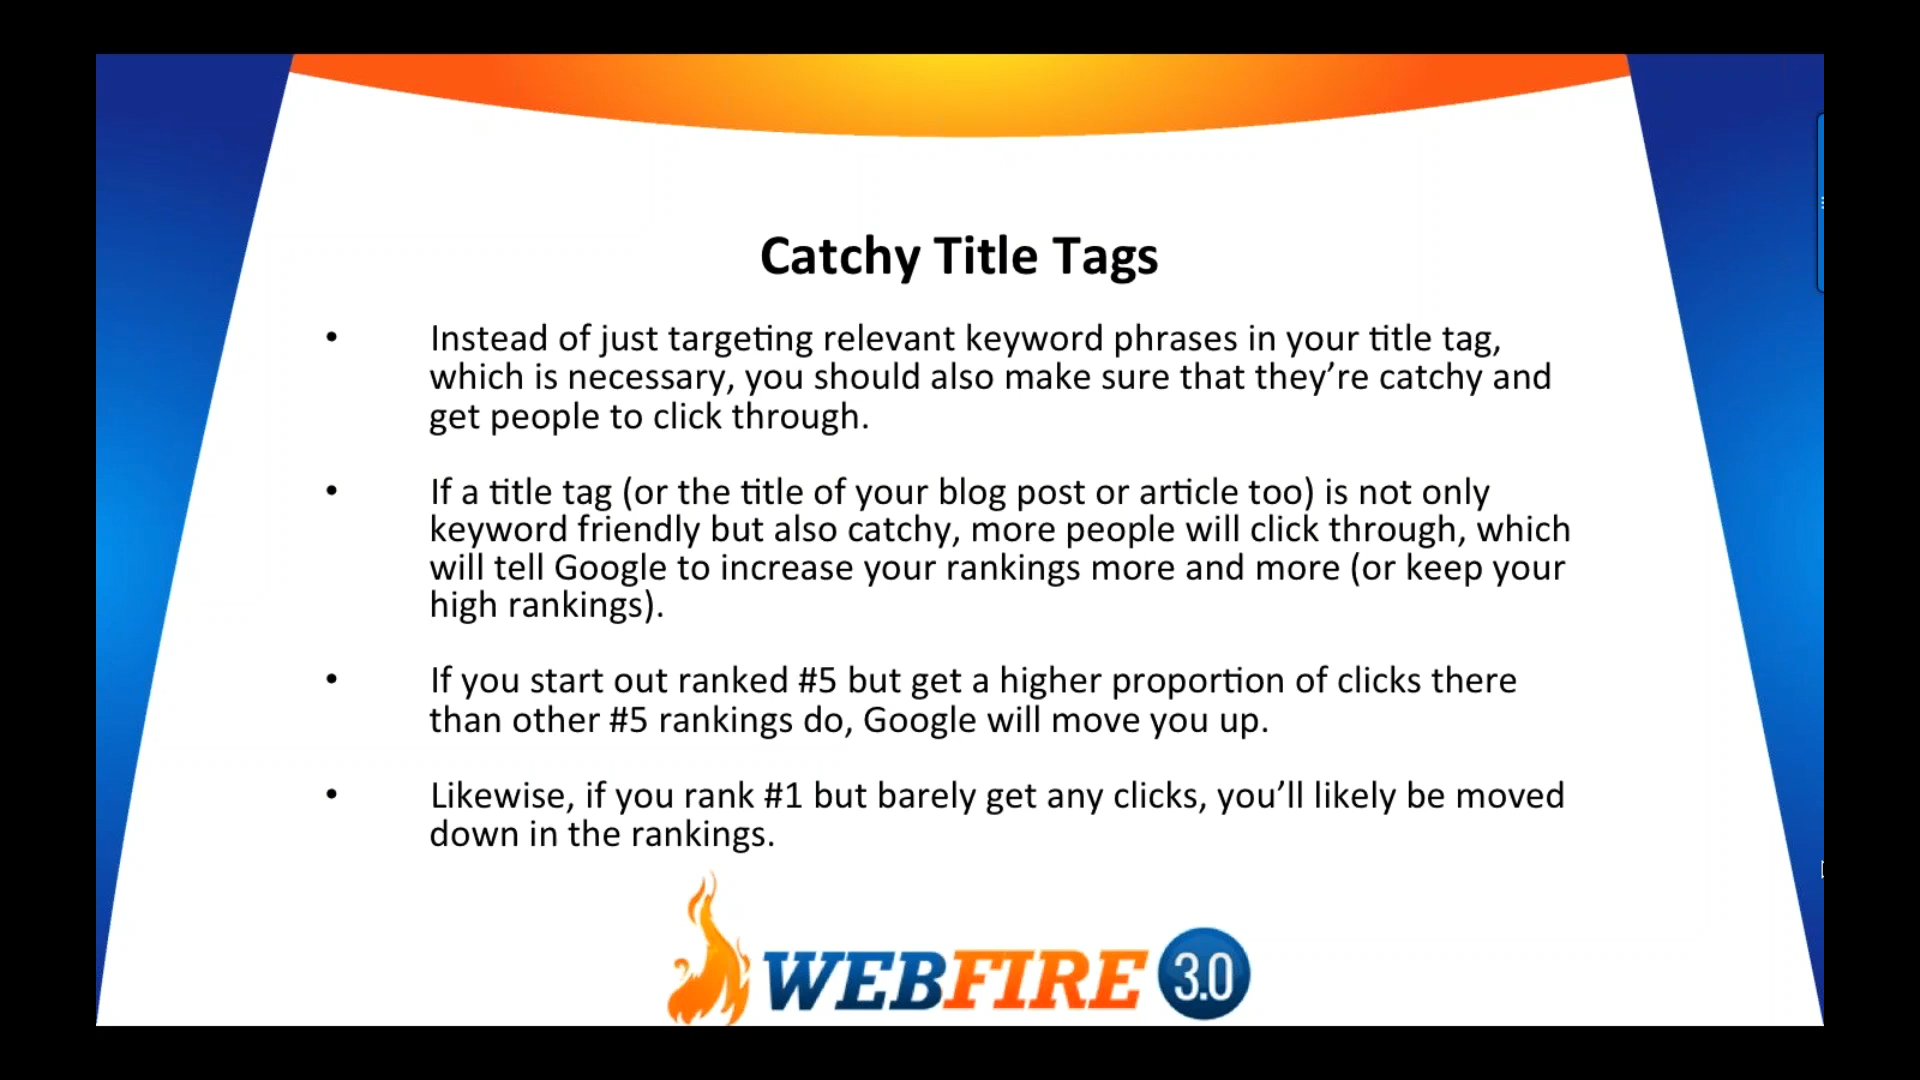 Catchy Title Tags
• Instead of just targeting relevant keyword phrases in your title tag,
which is necessary, you should also make sure that they’re catchy and
get people to click through.
• If a title tag (or the title of your blog post or article too) is not only
keyword friendly but also catchy, more people will click through, which
will tell Google to increase your rankings more and more (or keep your
high rankings).
• If you start out ranked #5 but get a higher proportion of clicks there
than other #5 rankings do, Google will move you up.
• Likewise, if you rank #1 but barely get any clicks, you’ll likely be moved
down in the rankings.
WEBFIRE 3.0